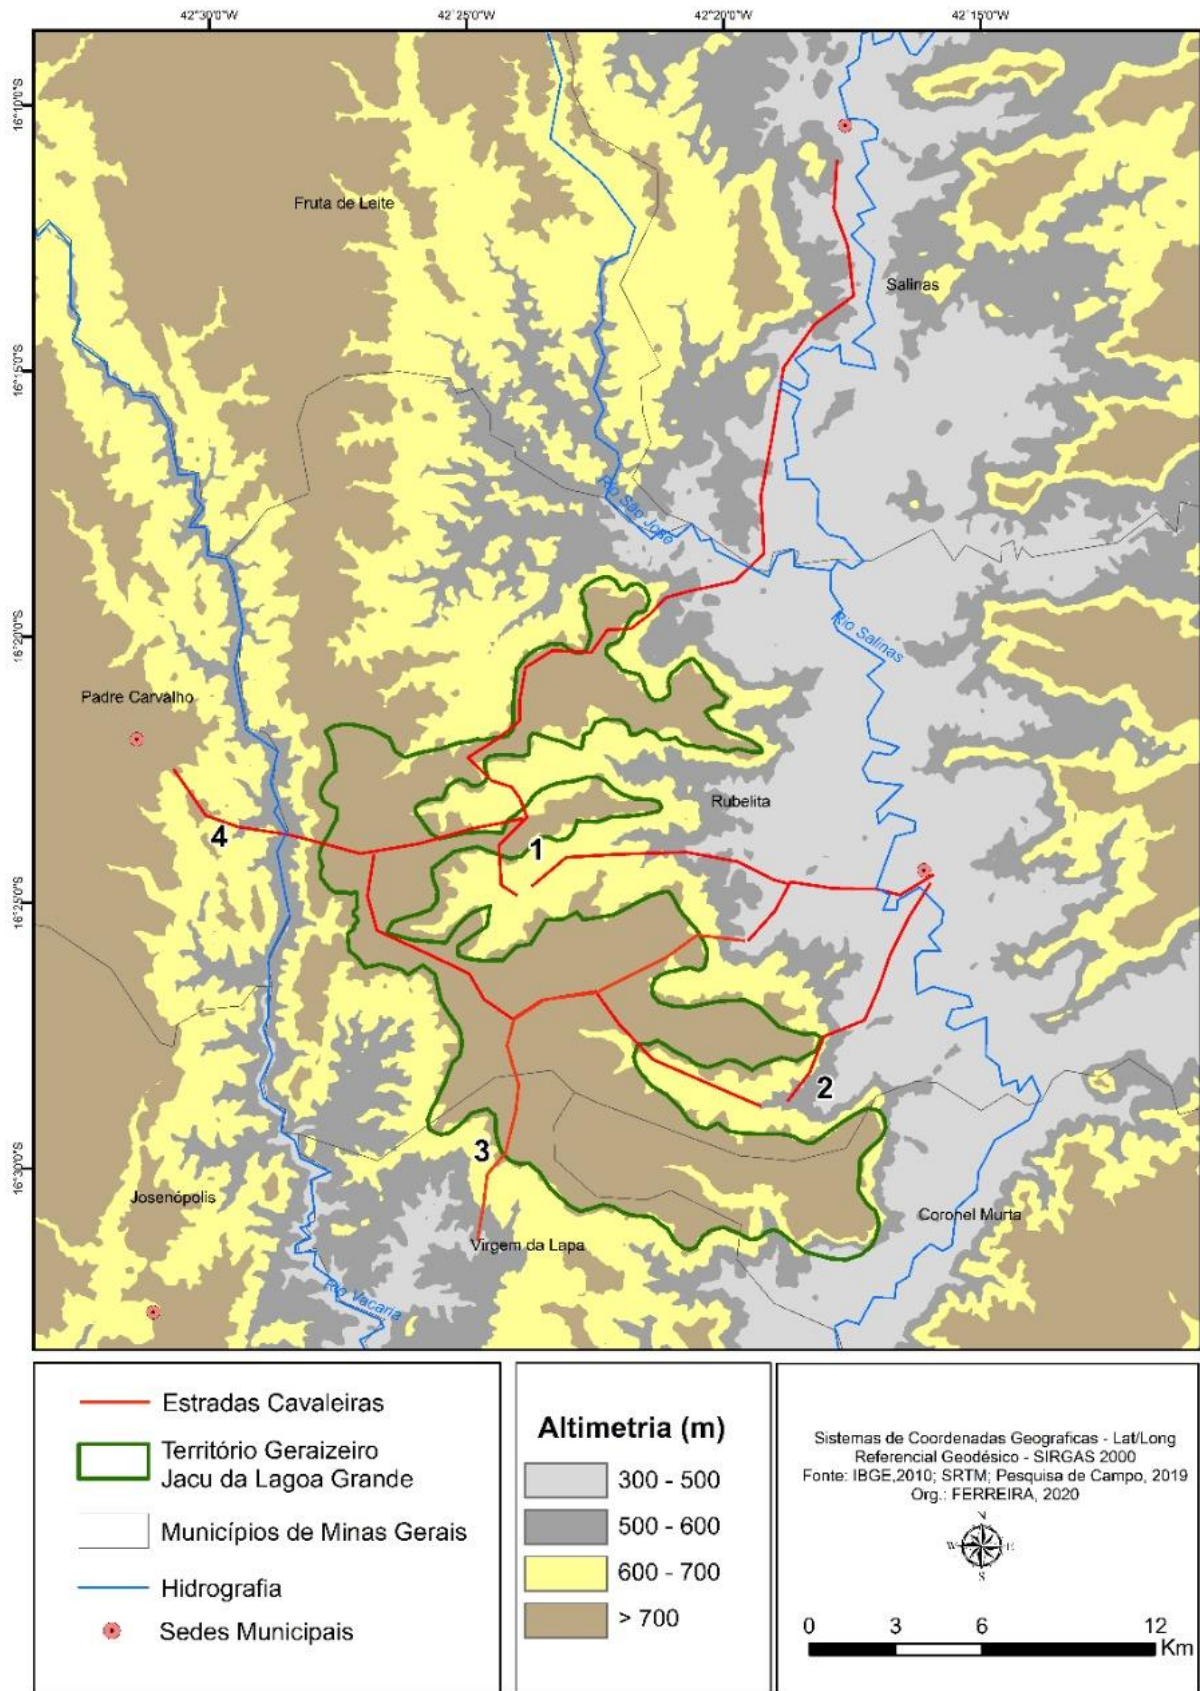 42°30'0"W
42°25'0"W
42°20'0"W
42°15'0"W
16°10'0"S
16°15'0"S
16°20'0"S
16°25'0"S
16°30'0"S
Fruta de Leite
Salinas
Rio São José
Rio Salinas
Padre Carvalho
Rubelita
4
1
2
3
Josenópolis
Coronel Murta
Virgem da Lapa
Rio Vacaria
Estradas Cavaleiras
Território Geraizeiro
Jacu da Lagoa Grande
Municípios de Minas Gerais
Hidrografia
Sedes Municipais
Altimetria (m)
300 - 500
500 - 600
600 - 700
> 700
Sistemas de Coordenadas Geograficas - Lat/Long
Referencial Geodésico - SIRGAS 2000
Fonte: IBGE,2010; SRTM; Pesquisa de Campo, 2019
Org.: FERREIRA, 2020
N
W E
S
0 3 6 12
Km